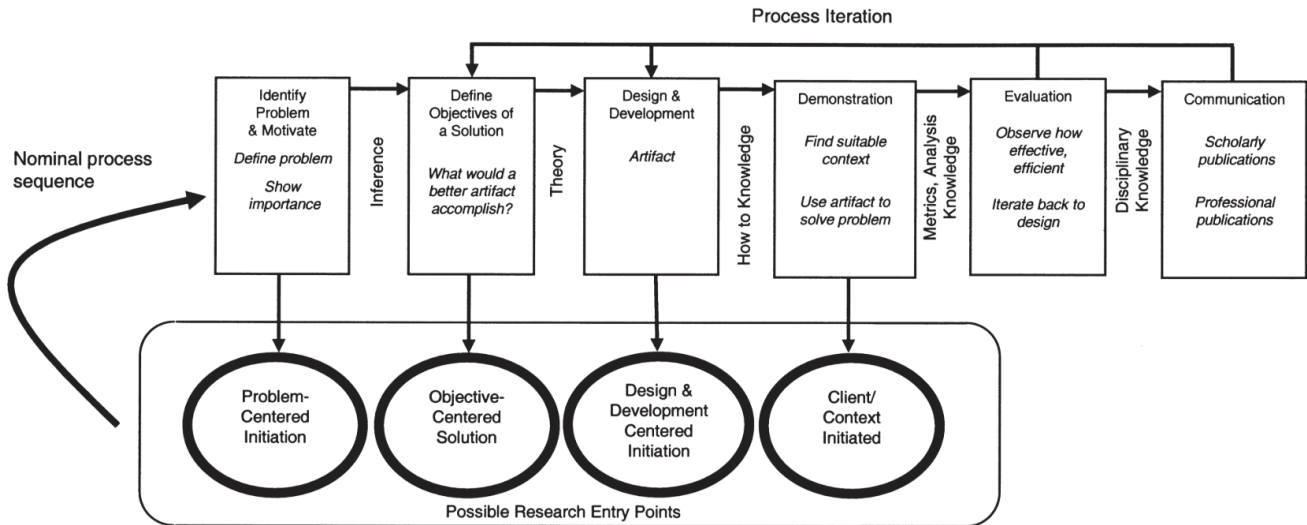 Process Iteration
Nominal process
sequence
Identify
Problem
& Motivate
Define problem
Show
importance
Inference
Define
Objectives of
a Solution
What would a
better artifact
accomplish?
Theory
Design &
Development
Artifact
How to Knowledge
Demonstration
Find suitable
context
Use artifact to
solve problem
Metrics, Analysis
Knowledge
Evaluation
Observe how
effective,
efficient
Iterate back to
design
Disciplinary
Knowledge
Communication
Scholarly
publications
Professional
publications
Problem-
Centered
Initiation
Objective-
Centered
Solution
Design &
Development
Centered
Initiation
Client/
Context
Initiated
Possible Research Entry Points